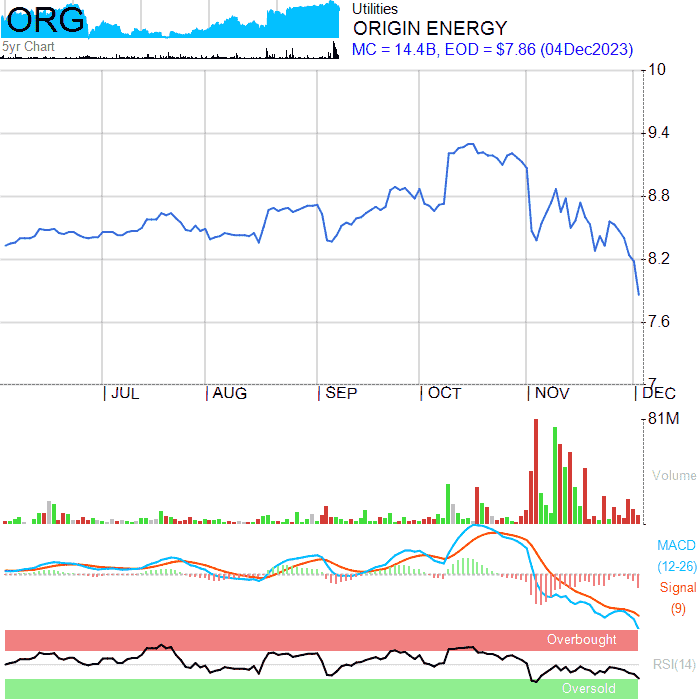 ORG
Utilities
ORIGIN ENERGY
5yr Chart
MC = 14.4B, EOD = $7.86 (04Dec2023)
10
9.4
8.8
8.2
7.6
7
JUL AUG SEP OCT NOV DEC
81M
Volume
MACD
(12-26)
Signal
(9)
Overbought
RSI(14)
Oversold